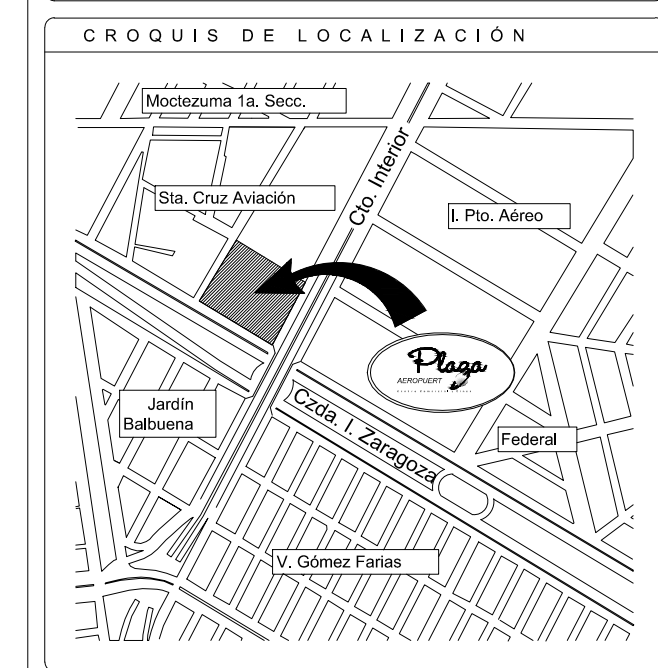 CROQUIS DE LOCALIZACIÓN
Moctezuma 1a. Secc.
Cto. Interior
Sta. Cruz Aviación
I. Pto. Aéreo
Plaza
AEROPUERT
Jardín
Balbuena
Czda. I. Zaragoza
Federal
V. Gómez Farias